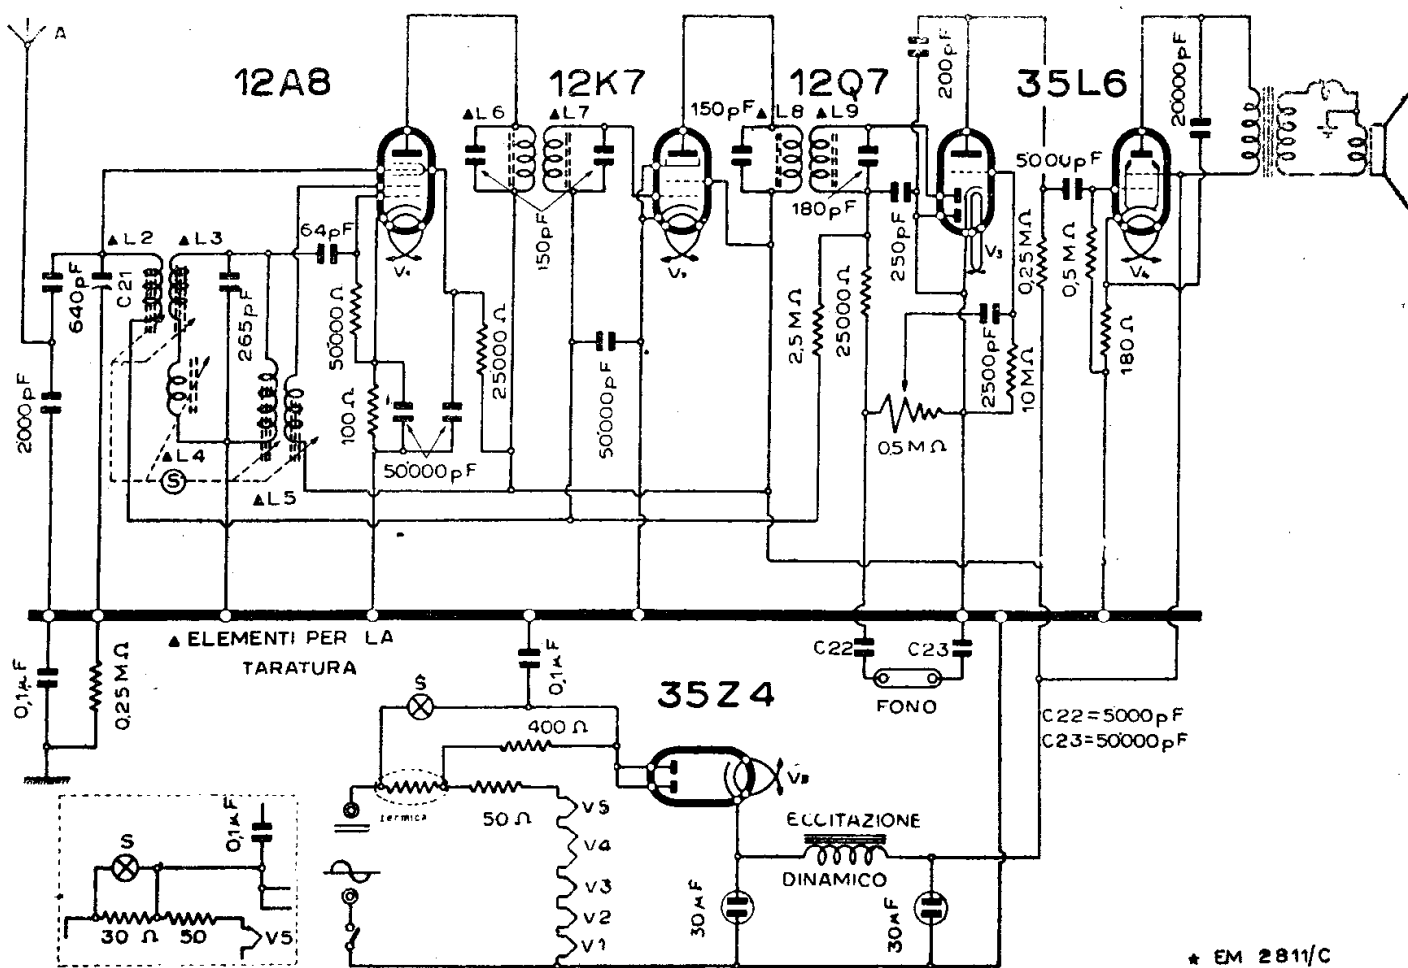 A
12A8
12K7
12Q7
35L6
200pF
20000pF
▲L6
▲L7
150pF
▲L8
▲L9
5000pF
▲L2
▲L3
64pF
150pF
180pF
250pF
V3
0,25MΩ
0,5MΩ
V4
640pF
C21
265pF
50000Ω
25000Ω
2,5MΩ
25000Ω
2500pF
10MΩ
180Ω
2000pF
100Ω
50000pF
50000pF
0,5MΩ
▲L4
S
▲L5
▲ ELEMENTI PER LA
TARATURA
0,1µF
0,25MΩ
0,1µF
C22
C23
FONO
C22=5000pF
C23=50000pF
S
35Z4
400Ω
termica
50Ω
V5
V4
V3
V2
V1
ECCITAZIONE
DINAMICO
30µF
30µF
0,1µF
S
30Ω
50
V5
★ EM 2811/C